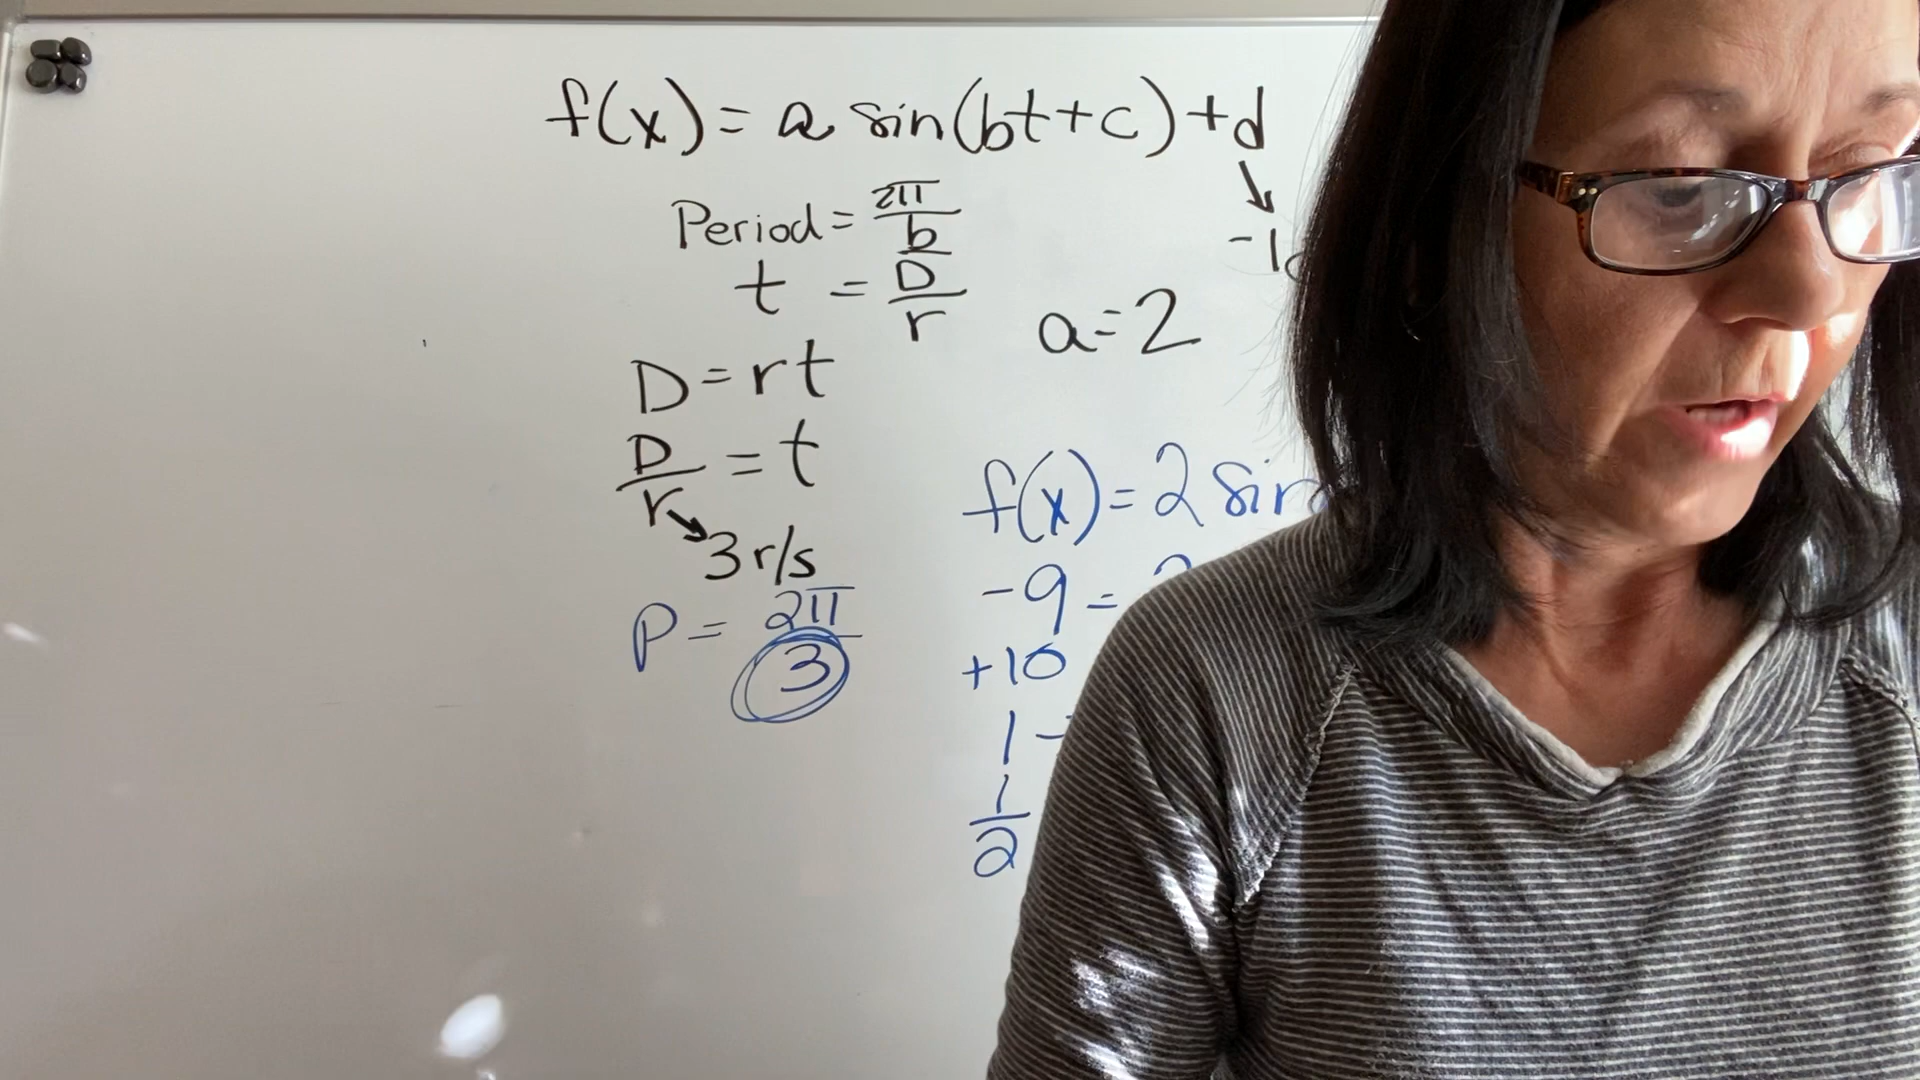 f(x) = a sin(bt+c)+d
Period = 2π/b
t = D/r
a=2
D=rt
D/r = t
3 r/s
P = 2π/3
f(x) = 2 sin
-9 =
+10
1
1/2